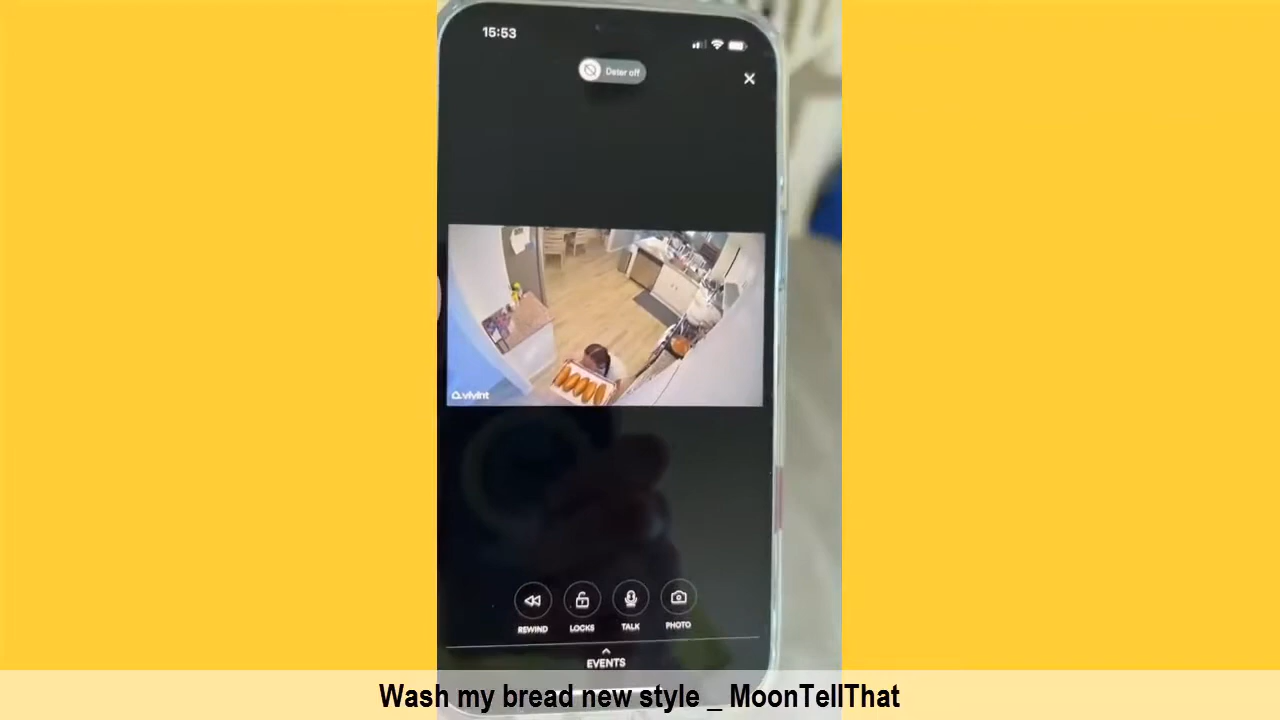 15:53
Deter off
vivint
REWIND
LOCKS
TALK
PHOTO
EVENTS
Wash my bread new style _ MoonTellThat